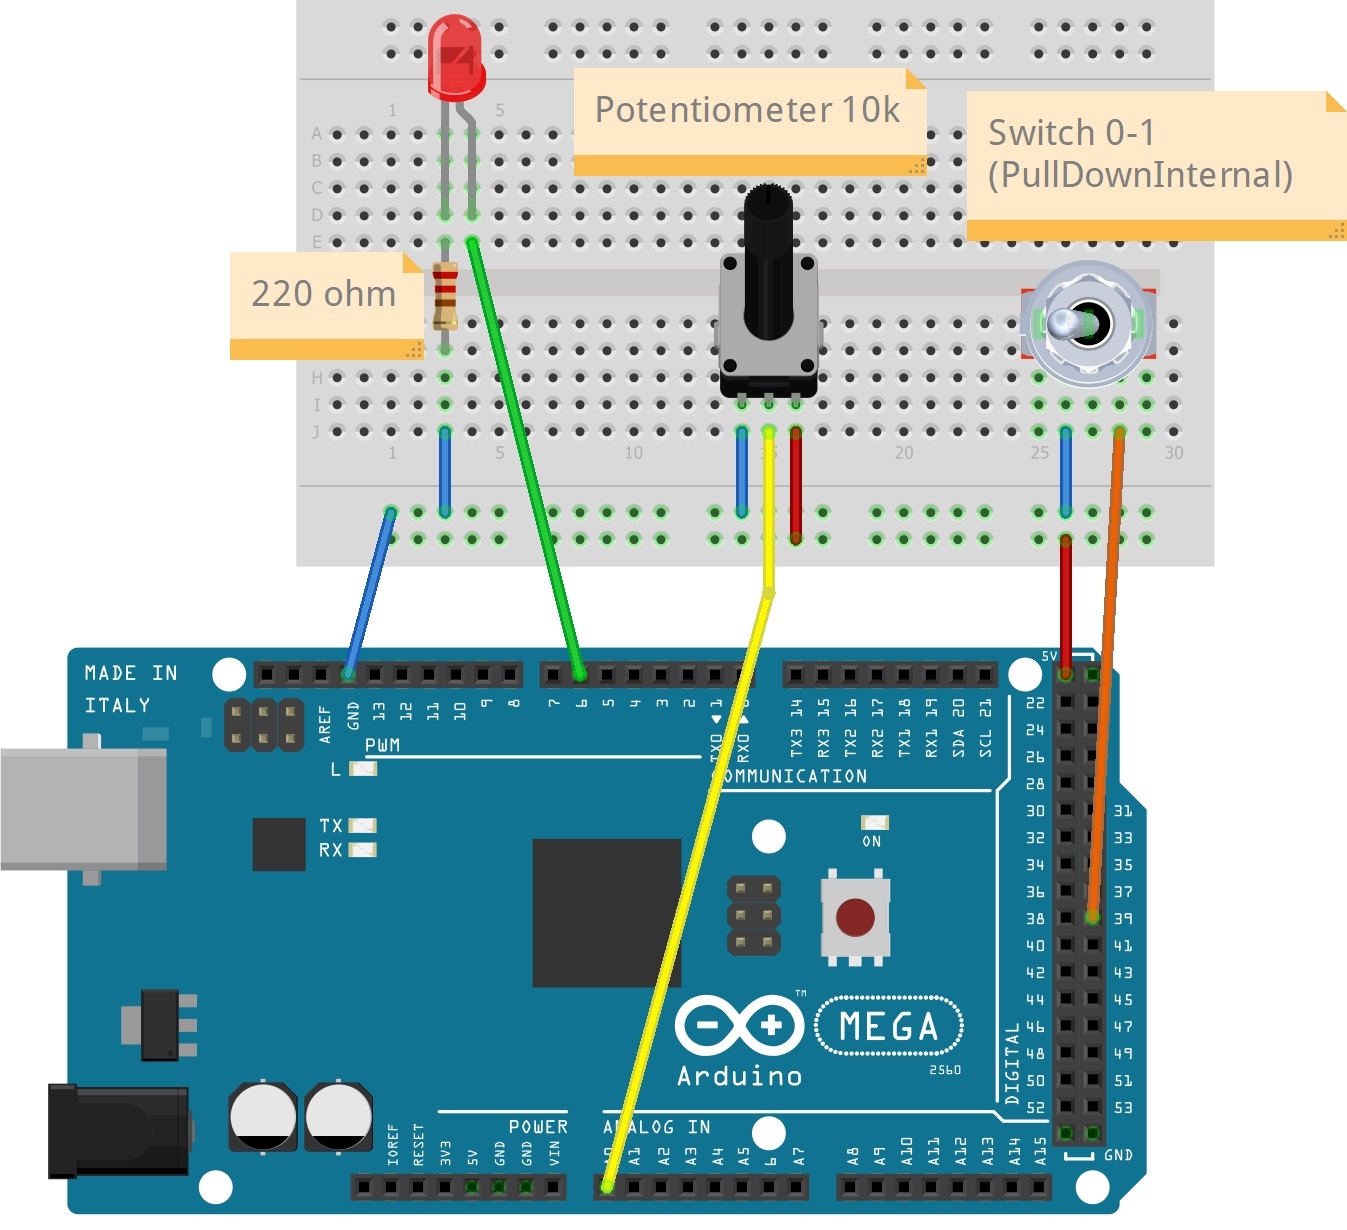 1 5
Potentiometer 10k
Switch 0-1
(PullDownInternal)
A
B
C
D
E
220 ohm
H
I
J
1 5 10 20 25 30
MADE IN
ITALY
5V
AREF GND 13 12 11 10 9 8 7 6 5 4 3 2 1
TX3 14 RX3 15 TX2 16 RX2 17 TX1 18 RX1 19 SDA 20 SCL 21
TX0 RX0
PWM
COMMUNICATION
L
TX
RX
ON
22
24
26
28
30 31
32 33
34 35
36 37
38 39
40 41
42 43
44 45
46 47
48 49
50 51
52 53
DIGITAL
GND
TM
MEGA
Arduino
2560
POWER
ANALOG IN
IOREF RESET 3V3 5V GND GND VIN
A0 A1 A2 A3 A4 A5 6 A7 A8 A9 A10 A11 A12 A13 A14 A15